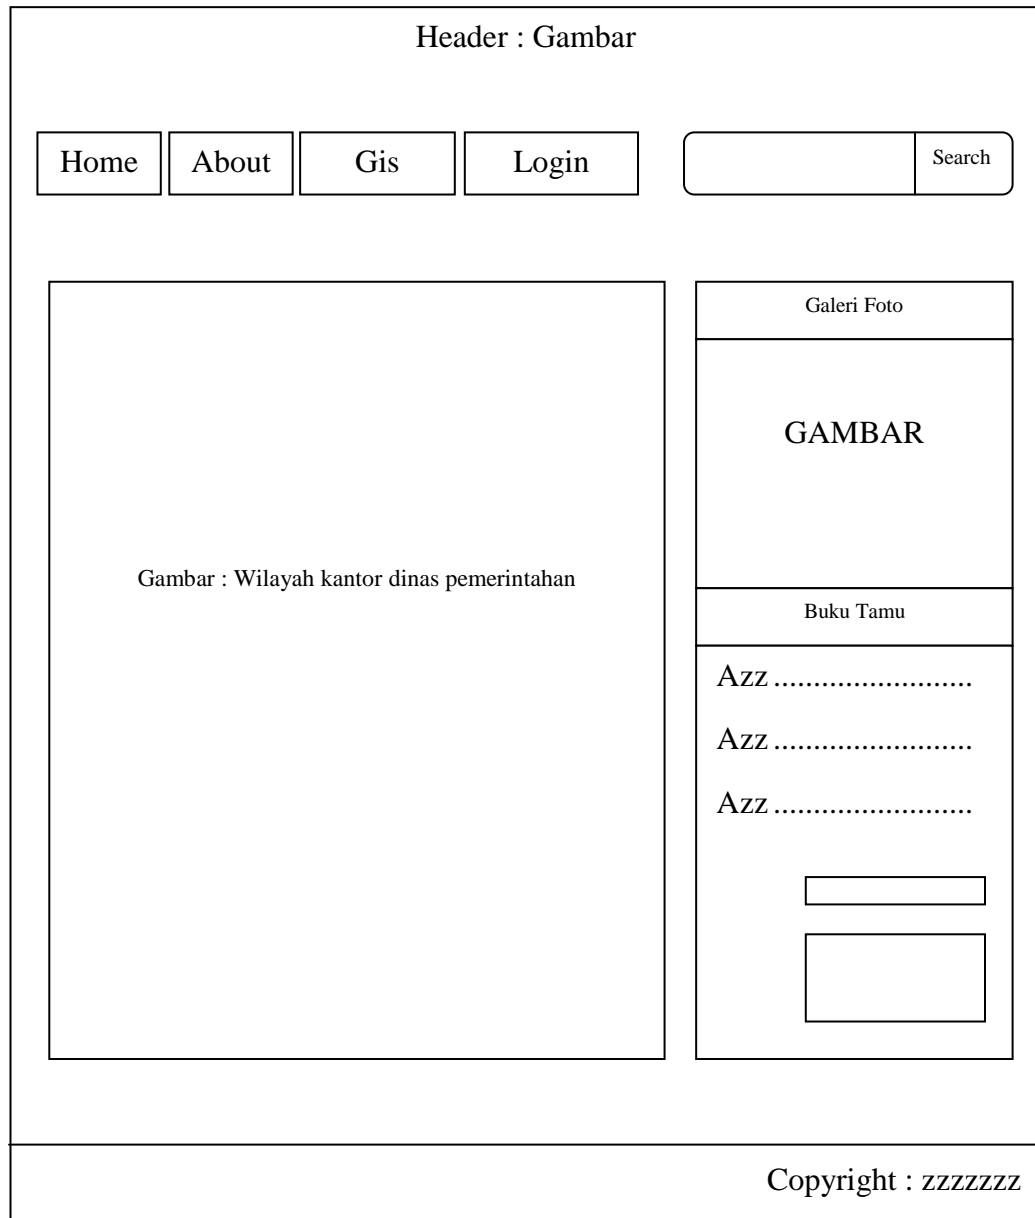 Header : Gambar
Home
About
Gis
Login
Search
Gambar : Wilayah kantor dinas pemerintahan
Galeri Foto
GAMBAR
Buku Tamu
Azz .........................
Azz .........................
Azz .........................
Copyright : zzzzzzz